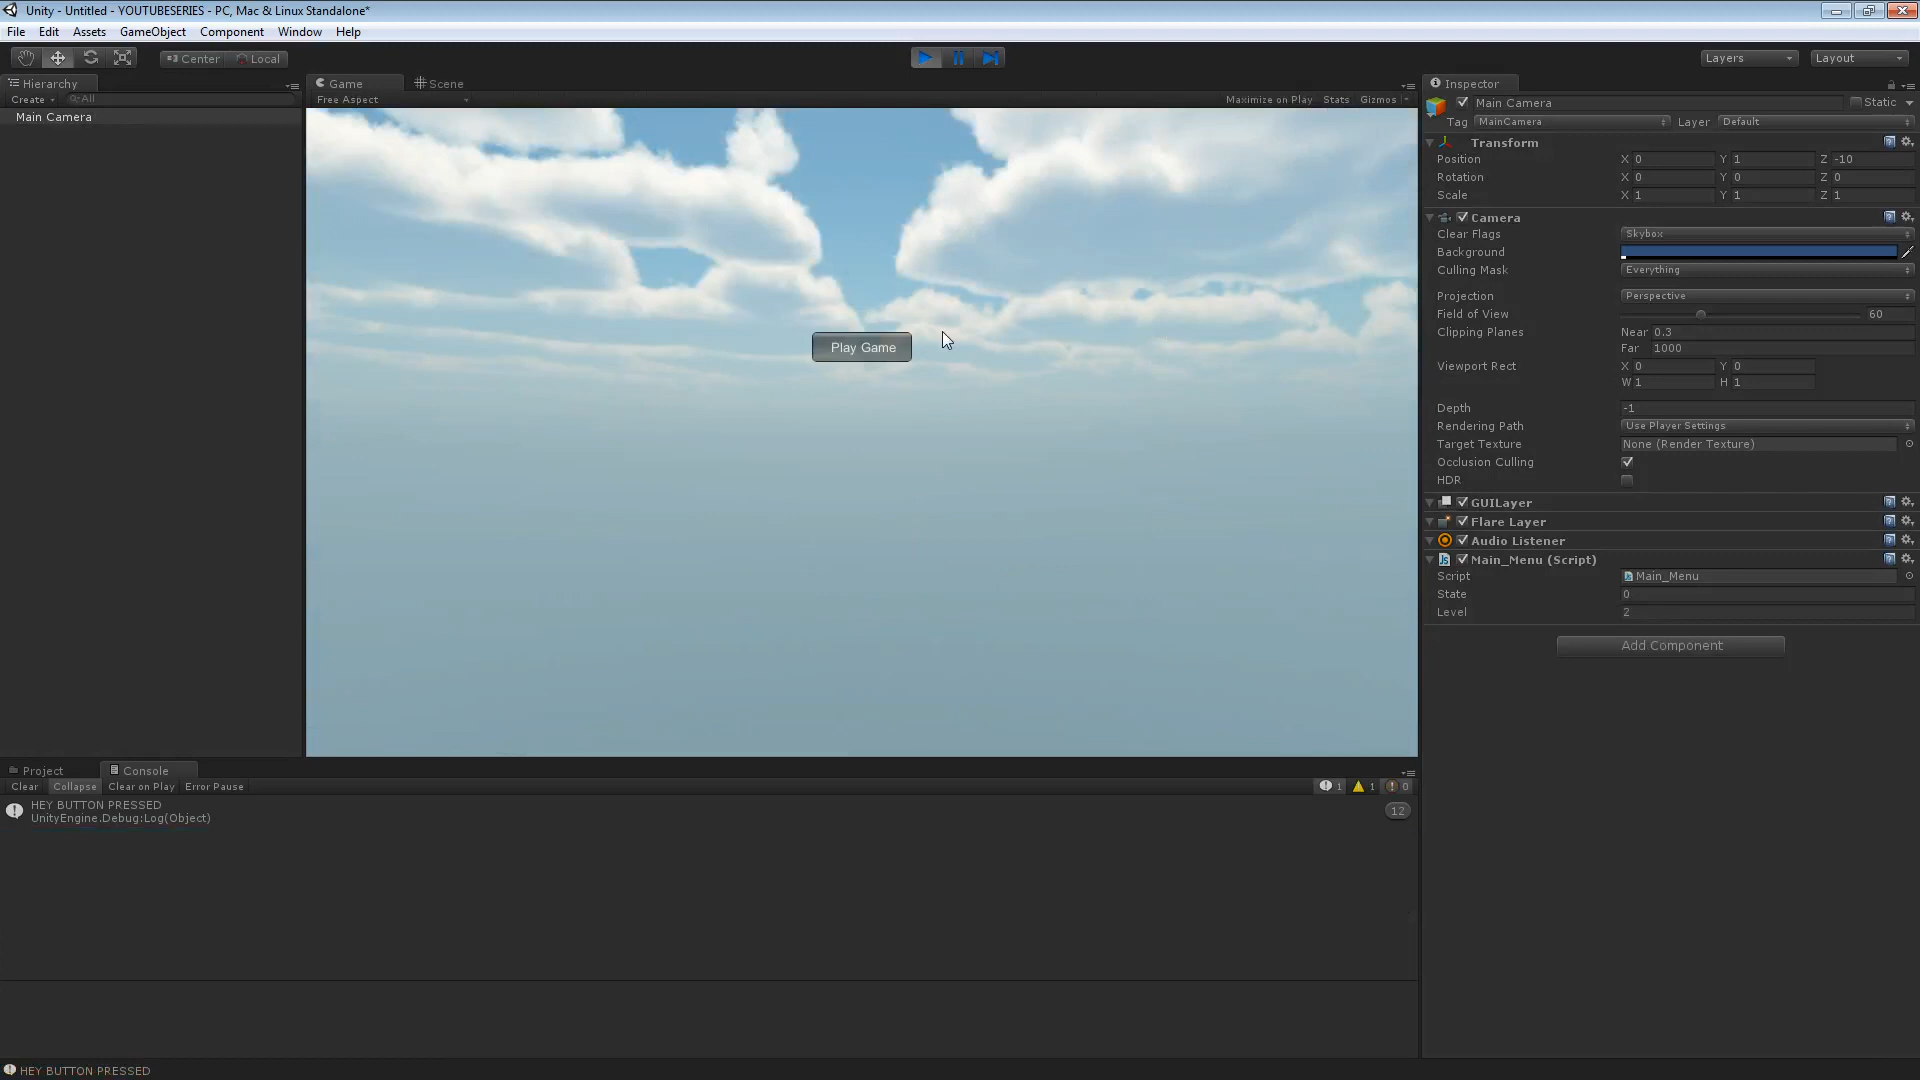 Unity - Untitled - YOUTUBESERIES - PC, Mac & Linux Standalone*
File Edit Assets GameObject Component Window Help
Center Local Layers Layout
Hierarchy
Create All
Main Camera
Game Scene
Free Aspect Maximize on Play Stats Gizmos
Play Game
Inspector
Main Camera Static
Tag MainCamera Layer Default
Transform
Position X 0 Y 1 Z -10
Rotation X 0 Y 0 Z 0
Scale X 1 Y 1 Z 1
Camera
Clear Flags Skybox
Background
Culling Mask Everything
Projection Perspective
Field of View 60
Clipping Planes Near 0.3
Far 1000
Viewport Rect X 0 Y 0
W 1 H 1
Depth -1
Rendering Path Use Player Settings
Target Texture None (Render Texture)
Occlusion Culling
HDR
GUILayer
Flare Layer
Audio Listener
Main_Menu (Script)
Script Main_Menu
State 0
Level 2
Add Component
Project Console
Clear Collapse Clear on Play Error Pause 1 1 0
HEY BUTTON PRESSED
UnityEngine.Debug:Log(Object) 12
HEY BUTTON PRESSED